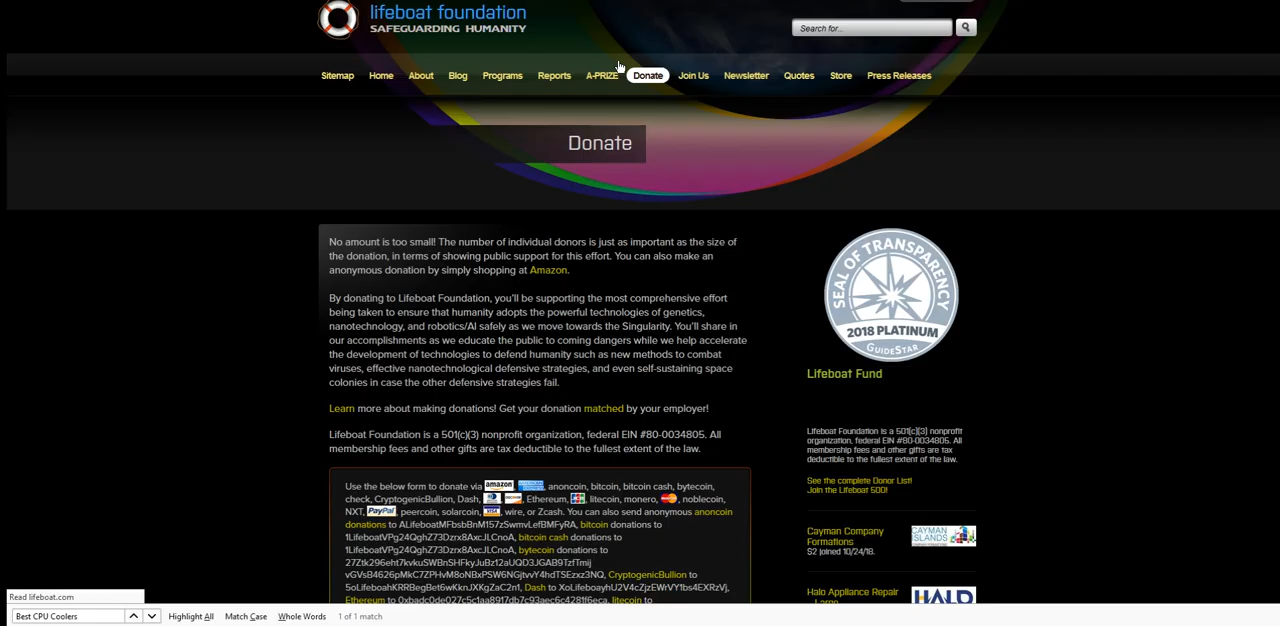 lifeboat foundation
SAFEGUARDING HUMANITY
Search for...
Sitemap Home About Blog Programs Reports A-PRIZE Donate Join Us Newsletter Quotes Store Press Releases
Donate
No amount is too small! The number of individual donors is just as important as the size of
the donation, in terms of showing public support for this effort. You can also make an
anonymous donation by simply shopping at Amazon.
By donating to Lifeboat Foundation, you'll be supporting the most comprehensive effort
being taken to ensure that humanity adopts the powerful technologies of genetics,
nanotechnology, and robotics/AI safely as we move towards the Singularity. You'll share in
our accomplishments as we educate the public to coming dangers while we help accelerate
the development of technologies to defend humanity such as new methods to combat
viruses, effective nanotechnological defensive strategies, and even self-sustaining space
colonies in case the other defensive strategies fail.
Learn more about making donations! Get your donation matched by your employer!
Lifeboat Foundation is a 501(c)(3) nonprofit organization, federal EIN #80-0034805. All
membership fees and other gifts are tax deductible to the fullest extent of the law.
Use the below form to donate via amazon, anoncoin, bitcoin, bitcoin cash, bytecoin,
check, CryptogenicBullion, Dash, Ethereum, litecoin, monero, noblecoin,
NXT, PayPal, peercoin, solarcoin, VISA, wire, or Zcash. You can also send anonymous anoncoin
donations to ALifeboatMFbsbBnM157zSwmvLefBMFyRA, bitcoin donations to
1LifeboatVPg24QghZ73Dzrx8AxcJLCnoA, bitcoin cash donations to
1LifeboatVPg24QghZ73Dzrx8AxcJLCnoA, bytecoin donations to
CryptogenicBullion to
Dash to
Ethereum to litecoin to
SEAL OF TRANSPARENCY
2018 PLATINUM
GUIDESTAR
Lifeboat Fund
Lifeboat Foundation is a 501(c)(3) nonprofit
organization, federal EIN #80-0034805. All
membership fees and other gifts are tax
deductible to the fullest extent of the law.
See the complete Donor List!
Join the Lifeboat 500!
Cayman Company
Formations
$2 joined 10/24/18.
CAYMAN
ISLANDS
Halo Appliance Repair
HALO
Read lifeboat.com
Best CPU Coolers Highlight All Match Case Whole Words 1 of 1 match